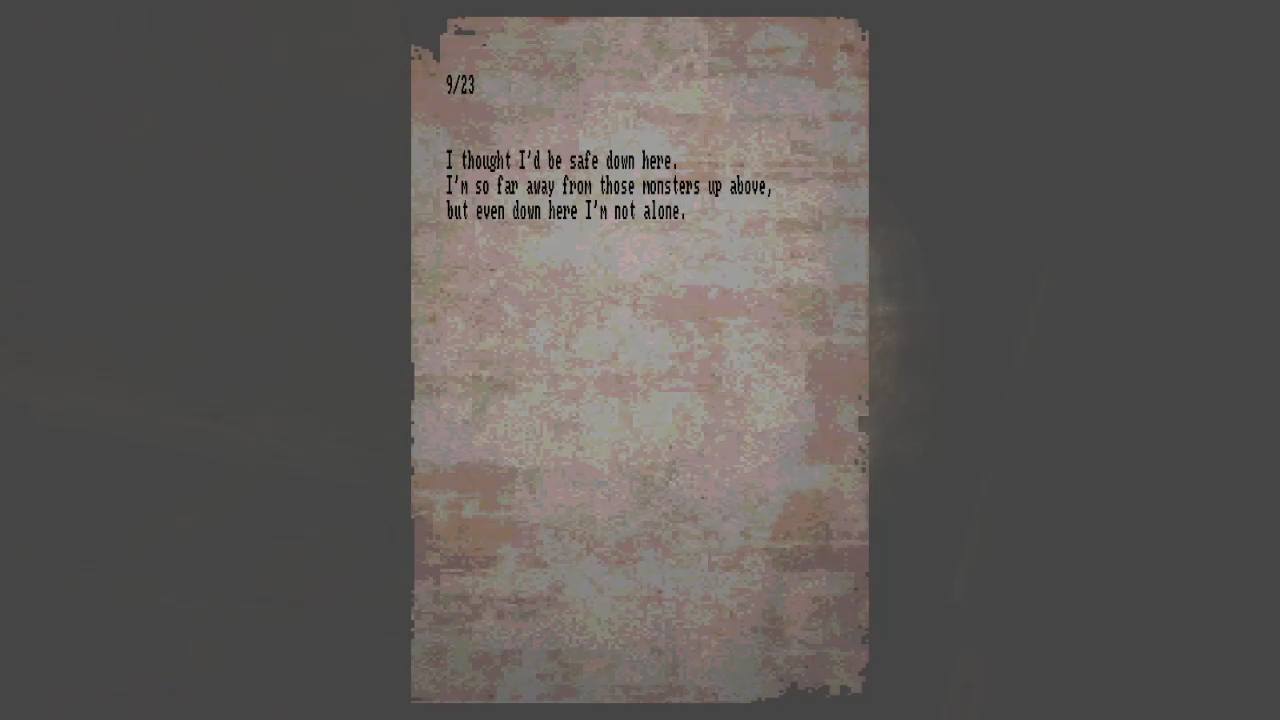 9/23
I thought I'd be safe down here.
I'm so far away from those monsters up above,
but even down here I'm not alone.